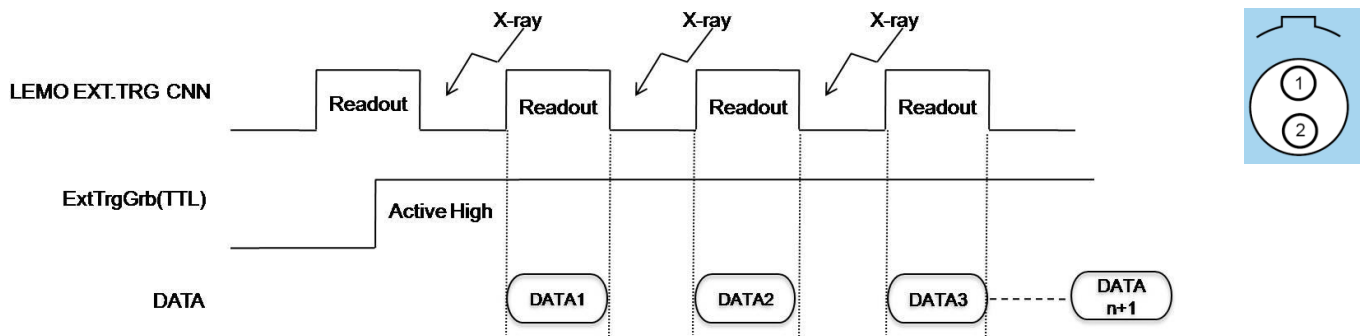 X-ray
X-ray
X-ray
LEMO EXT.TRG CNN
Readout
Readout
Readout
Readout
1
2
ExtTrgGrb(TTL)
Active High
DATA
DATA1
DATA2
DATA3
DATA
n+1